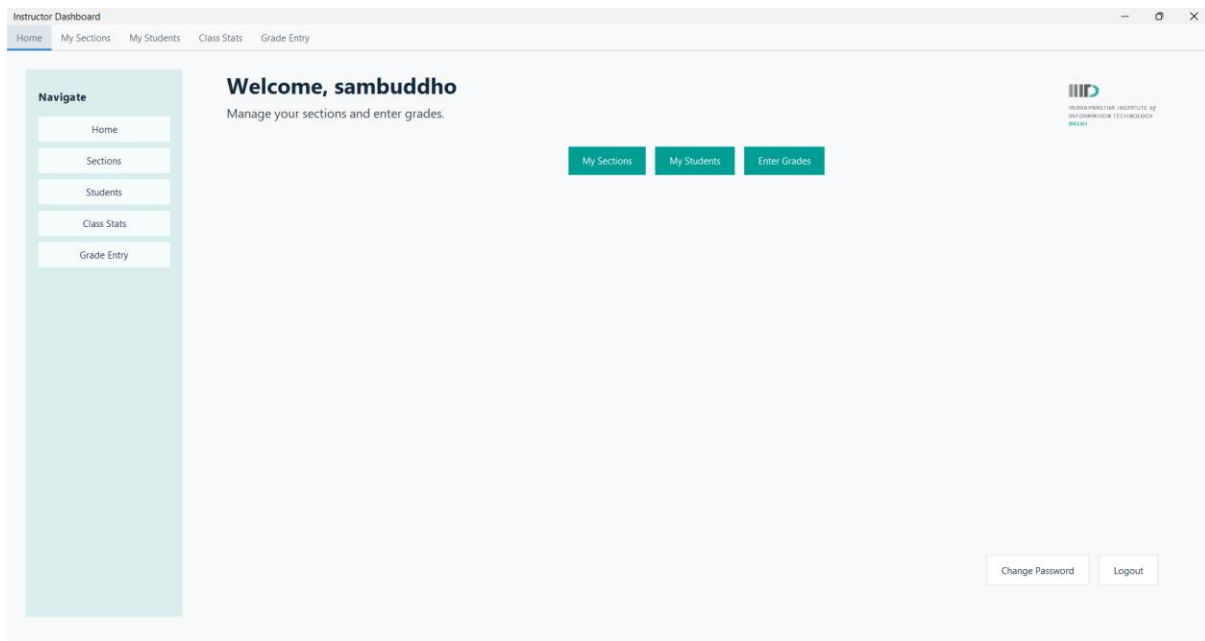 Instructor Dashboard
Home My Sections My Students Class Stats Grade Entry
Navigate
Home
Sections
Students
Class Stats
Grade Entry
Welcome, sambuddho
Manage your sections and enter grades.
My Sections My Students Enter Grades
IIID
INDRAPRASTHA INSTITUTE of
INFORMATION TECHNOLOGY
DELHI
Change Password Logout